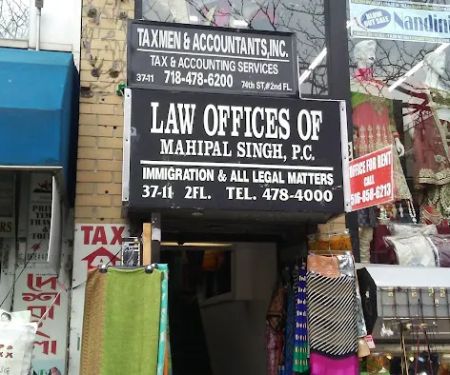 TAXMEN & ACCOUNTANTS, INC.
TAX & ACCOUNTING SERVICES
37-11 718-478-6200 74th ST, #2nd FL.
LAW OFFICES OF
MAHIPAL SINGH, P.C.
IMMIGRATION & ALL LEGAL MATTERS
37-11 2FL. TEL. 478-4000
OFFICE FOR RENT
CALL
516-858-6213
Nandini
TAX